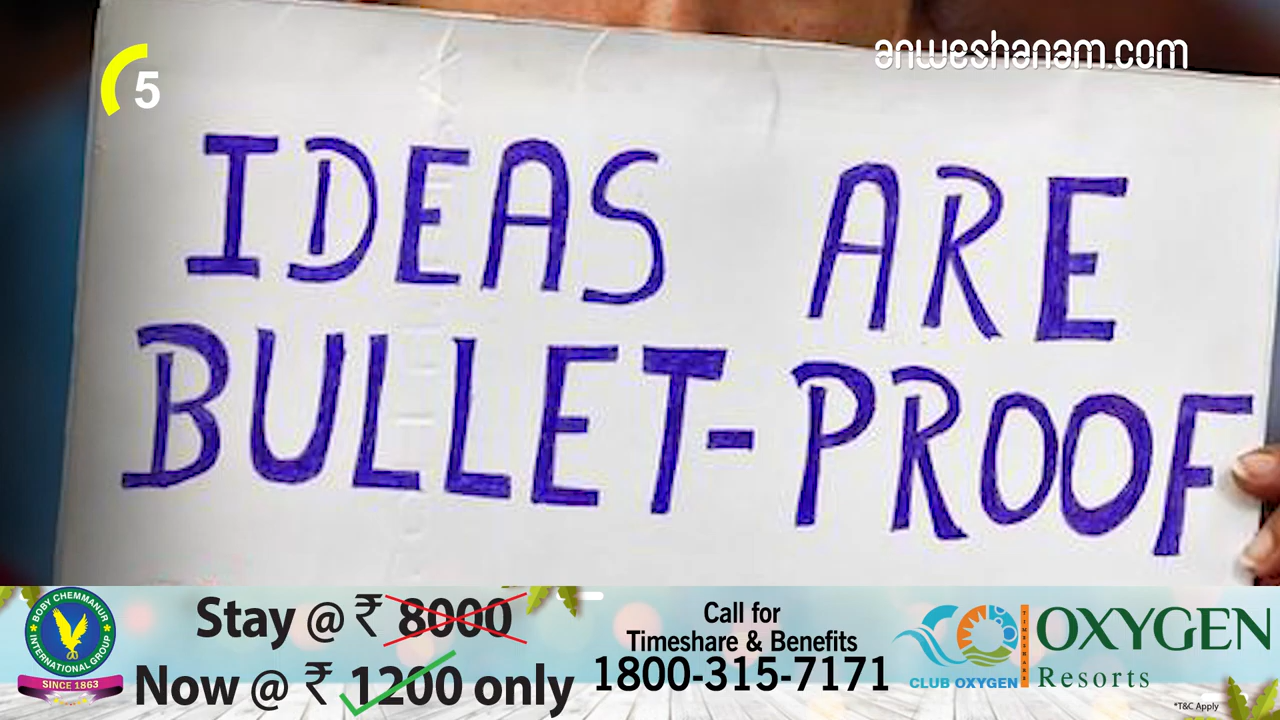 anweshanam.com
5
IDEAS ARE
BULLET-PROOF
BOBY CHEMMANUR
INTERNATIONAL GROUP
SINCE 1863
Stay @ ₹ 8000
Now @ ₹ 1200 only
Call for
Timeshare & Benefits
1800-315-7171
CLUB OXYGEN
TIMESHARE
OXYGEN
Resorts
*T&C Apply